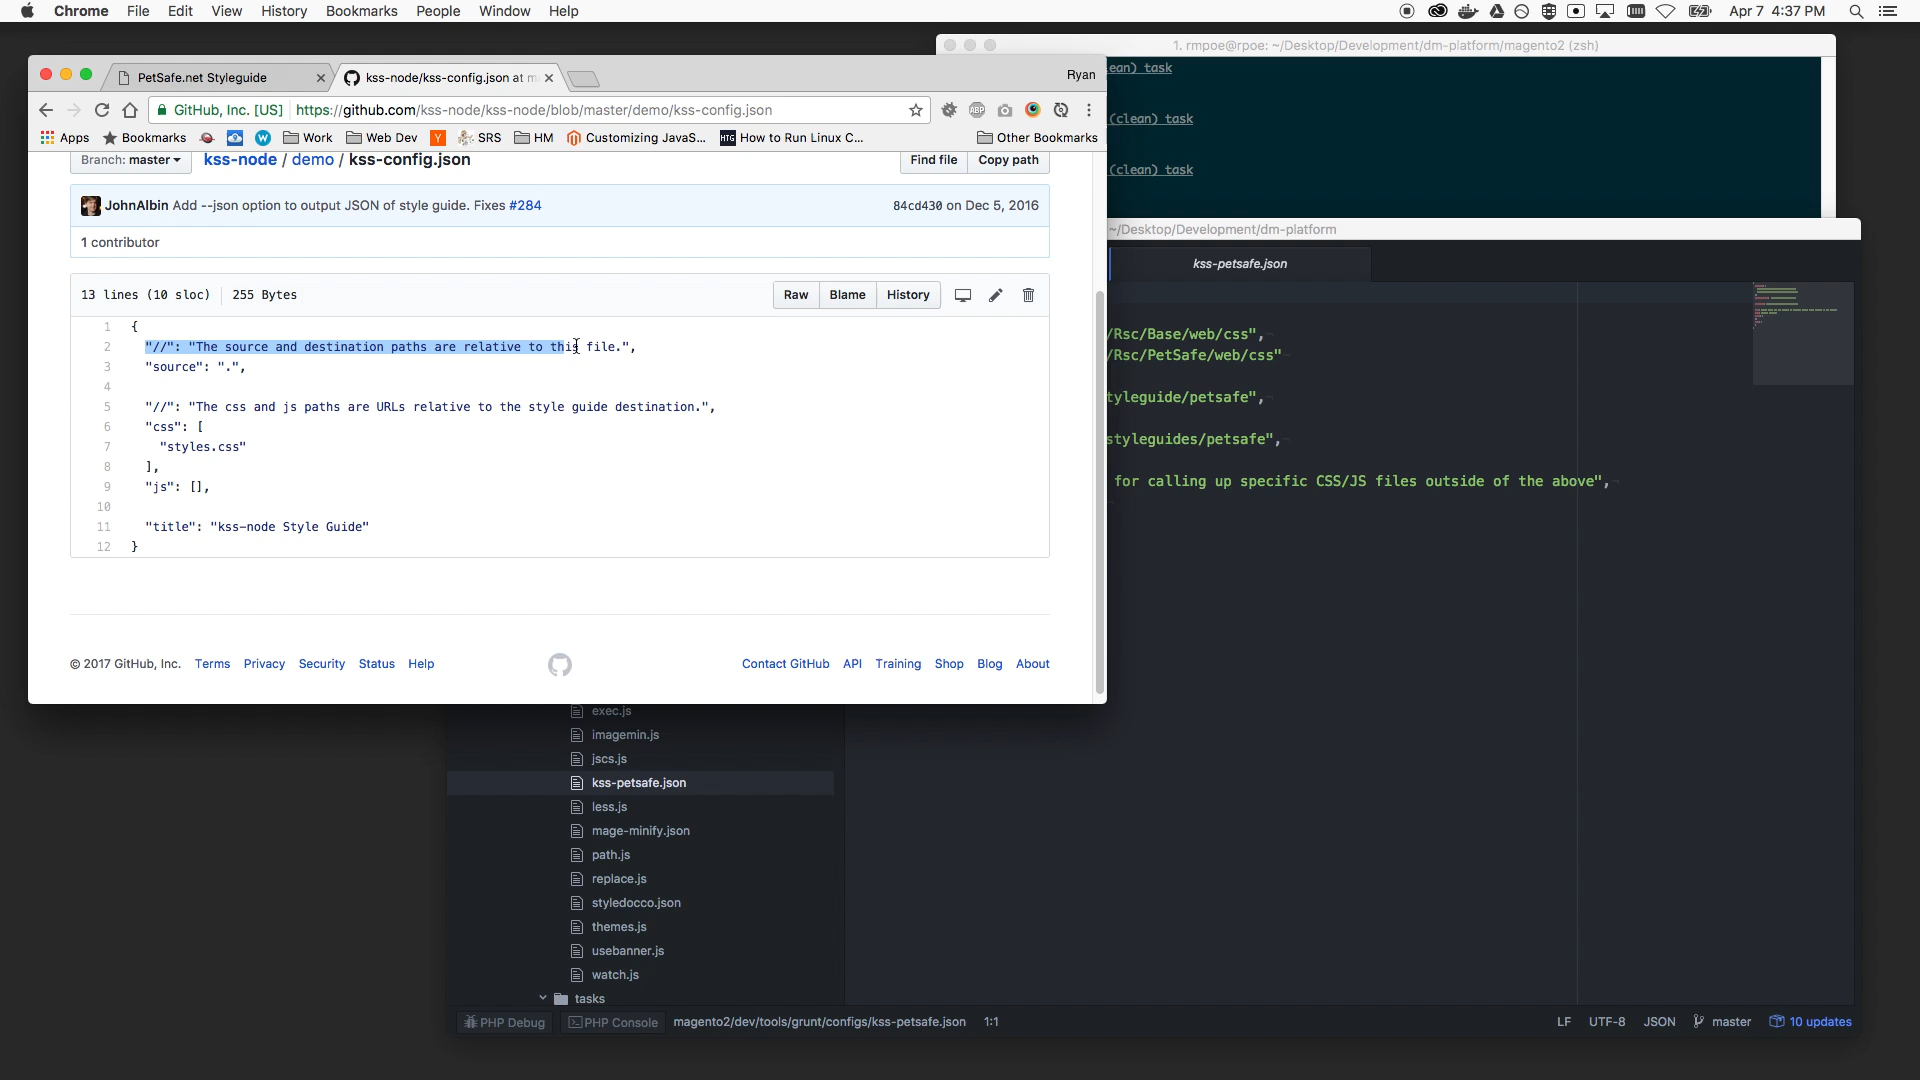 Chrome File Edit View History Bookmarks People Window Help Apr 7 4:37 PM
1. rmpoe@rpoe: ~/Desktop/Development/dm-platform/magento2 (zsh)
ean) task
(clean) task
(clean) task
PetSafe.net Styleguide
kss-node/kss-config.json at m
Ryan
GitHub, Inc. [US] https://github.com/kss-node/kss-node/blob/master/demo/kss-config.json
ABP
Apps Bookmarks Work Web Dev SRS HM Customizing JavaS... How to Run Linux C... Other Bookmarks
Branch: master kss-node / demo / kss-config.json Find file Copy path
JohnAlbin Add --json option to output JSON of style guide. Fixes #284 84cd430 on Dec 5, 2016
1 contributor
13 lines (10 sloc) 255 Bytes Raw Blame History
1 {
2 "//": "The source and destination paths are relative to this file.",
3 "source": ".",
4
5 "//": "The css and js paths are URLs relative to the style guide destination.",
6 "css": [
7 "styles.css"
8 ],
9 "js": [],
10
11 "title": "kss-node Style Guide"
12 }
© 2017 GitHub, Inc. Terms Privacy Security Status Help
Contact GitHub API Training Shop Blog About
~/Desktop/Development/dm-platform
kss-petsafe.json
/Rsc/Base/web/css",
/Rsc/PetSafe/web/css"
tyleguide/petsafe",
styleguides/petsafe",
for calling up specific CSS/JS files outside of the above",
exec.js
imagemin.js
jscs.js
kss-petsafe.json
less.js
mage-minify.json
path.js
replace.js
styledocco.json
themes.js
usebanner.js
watch.js
tasks
PHP Debug PHP Console magento2/dev/tools/grunt/configs/kss-petsafe.json 1:1 LF UTF-8 JSON master 10 updates